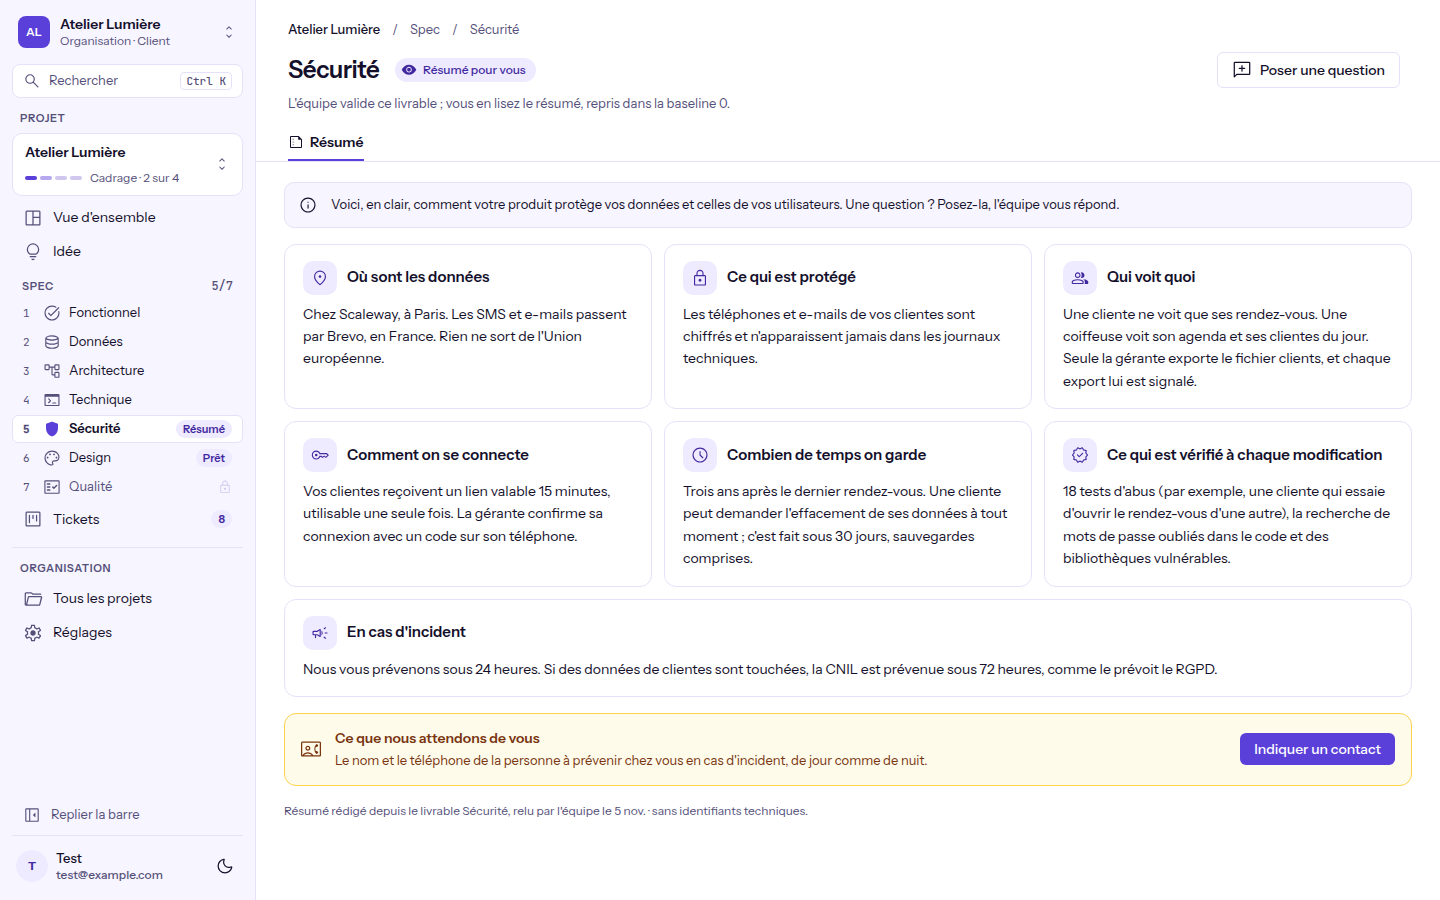 AL
Atelier Lumière
Organisation · Client
Rechercher
Ctrl K
PROJET
Atelier Lumière
Cadrage · 2 sur 4
Vue d'ensemble
Idée
SPEC 5/7
1 Fonctionnel
2 Données
3 Architecture
4 Technique
5 Sécurité Résumé
6 Design Prêt
7 Qualité
Tickets 8
ORGANISATION
Tous les projets
Réglages
Replier la barre
T
Test
test@example.com
Atelier Lumière / Spec / Sécurité
Sécurité
Résumé pour vous
Poser une question
L'équipe valide ce livrable ; vous en lisez le résumé, repris dans la baseline 0.
Résumé
Voici, en clair, comment votre produit protège vos données et celles de vos utilisateurs. Une question ? Posez-la, l'équipe vous répond.
Où sont les données
Chez Scaleway, à Paris. Les SMS et e-mails passent
par Brevo, en France. Rien ne sort de l'Union
européenne.
Ce qui est protégé
Les téléphones et e-mails de vos clientes sont
chiffrés et n'apparaissent jamais dans les journaux
techniques.
Qui voit quoi
Une cliente ne voit que ses rendez-vous. Une
coiffeuse voit son agenda et ses clientes du jour.
Seule la gérante exporte le fichier clients, et chaque
export lui est signalé.
Comment on se connecte
Vos clientes reçoivent un lien valable 15 minutes,
utilisable une seule fois. La gérante confirme sa
connexion avec un code sur son téléphone.
Combien de temps on garde
Trois ans après le dernier rendez-vous. Une cliente
peut demander l'effacement de ses données à tout
moment ; c'est fait sous 30 jours, sauvegardes
comprises.
Ce qui est vérifié à chaque modification
18 tests d'abus (par exemple, une cliente qui essaie
d'ouvrir le rendez-vous d'une autre), la recherche de
mots de passe oubliés dans le code et des
bibliothèques vulnérables.
En cas d'incident
Nous vous prévenons sous 24 heures. Si des données de clientes sont touchées, la CNIL est prévenue sous 72 heures, comme le prévoit le RGPD.
Ce que nous attendons de vous
Le nom et le téléphone de la personne à prévenir chez vous en cas d'incident, de jour comme de nuit.
Indiquer un contact
Résumé rédigé depuis le livrable Sécurité, relu par l'équipe le 5 nov. · sans identifiants techniques.